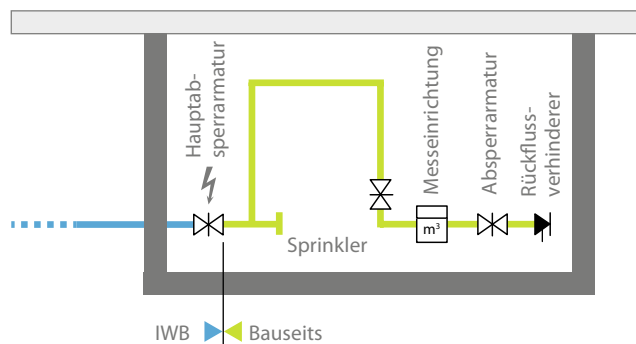 Hauptab-
sperrarmatur
Messeinrichtung
Absperrarmatur
Rückfluss-
verhinderer
Sprinkler
m³
IWB
Bauseits